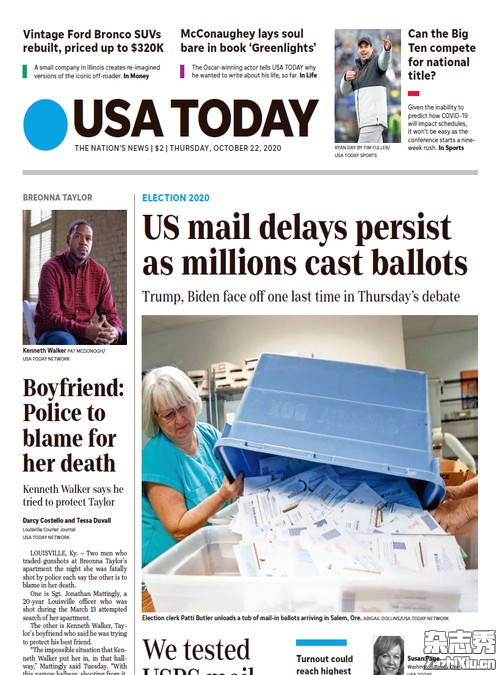 Vintage Ford Bronco SUVs
rebuilt, priced up to $320K
A small company in Illinois creates re-imagined
versions of the iconic off-roader. In Money
McConaughey lays soul
bare in book ‘Greenlights’
The Oscar-winning actor tells USA TODAY why
he wanted to write about his life, so far. In Life
RYAN DAY BY TIM FULLER/
USA TODAY SPORTS
Can the Big
Ten compete
for national
title?
Given the inability to
predict how COVID-19
will impact schedules,
it won’t be easy as the
conference starts a nine-
week rush. In Sports
USA TODAY
THE NATION’S NEWS | $2 | THURSDAY, OCTOBER 22, 2020
BREONNA TAYLOR
Kenneth Walker PAT MCDONOGH/
USA TODAY NETWORK
Boyfriend:
Police to
blame for
her death
Kenneth Walker says he
tried to protect Taylor
Darcy Costello and Tessa Duvall
Louisville Courier Journal
USA TODAY NETWORK
LOUISVILLE, Ky. – Two men who
traded gunshots at Breonna Taylor’s
apartment the night she was fatally
shot by police each say the other is to
blame in her death.
One is Sgt. Jonathan Mattingly, a
20-year Louisville officer who was
shot during the March 13 attempted
search of her apartment.
The other is Kenneth Walker, Tay-
lor’s boyfriend who said he was trying
to protect his best friend.
“The impossible situation that Ken-
neth Walker put her in, in that hall-
way,” Mattingly said Tuesday. “With
this narrow hallway, shooting from it,
ELECTION 2020
US mail delays persist
as millions cast ballots
Trump, Biden face off one last time in Thursday’s debate
Election clerk Patti Butler unloads a tub of mail-in ballots arriving in Salem, Ore. ABIGAIL DOLLINS/USA TODAY NETWORK
We tested
USPS mail
Turnout could
reach highest
Susan Page
Washington
USA TODAY
杂志秀
ZaZhiXiu.cn